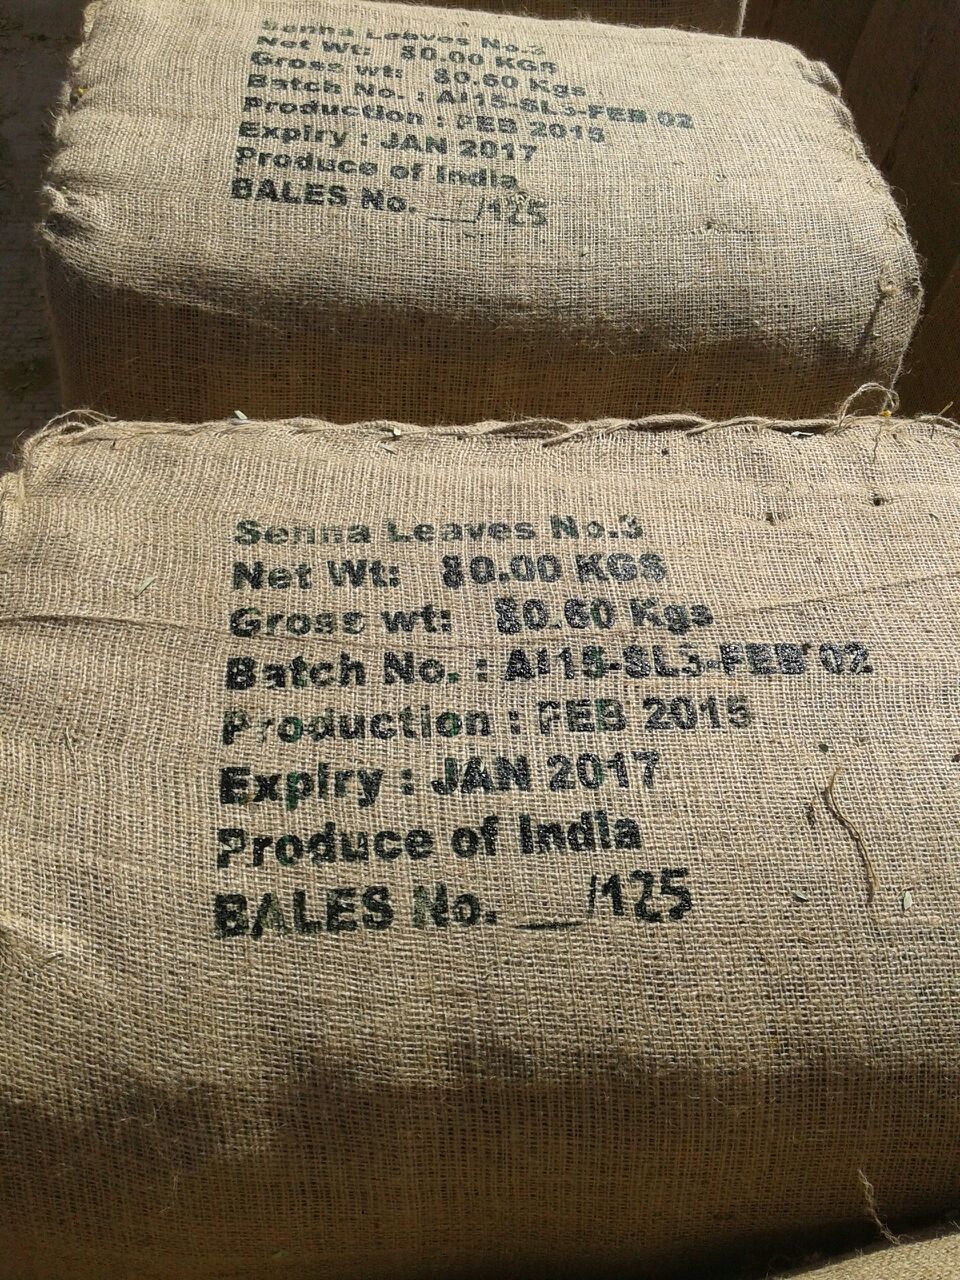 Senna Leaves No.3
Net Wt: 80.00 KGS
Gross wt: 80.60 Kgs
Batch No. : AI15-SL3-FEB 02
Production : FEB 2015
Expiry : JAN 2017
Produce of India
BALES No. ___/125
Senna Leaves No.3
Net Wt: 80.00 KGS
Gross wt: 80.60 Kgs
Batch No. : AI15-SL3-FEB 02
Production : FEB 2015
Expiry : JAN 2017
Produce of India
BALES No. ___/125